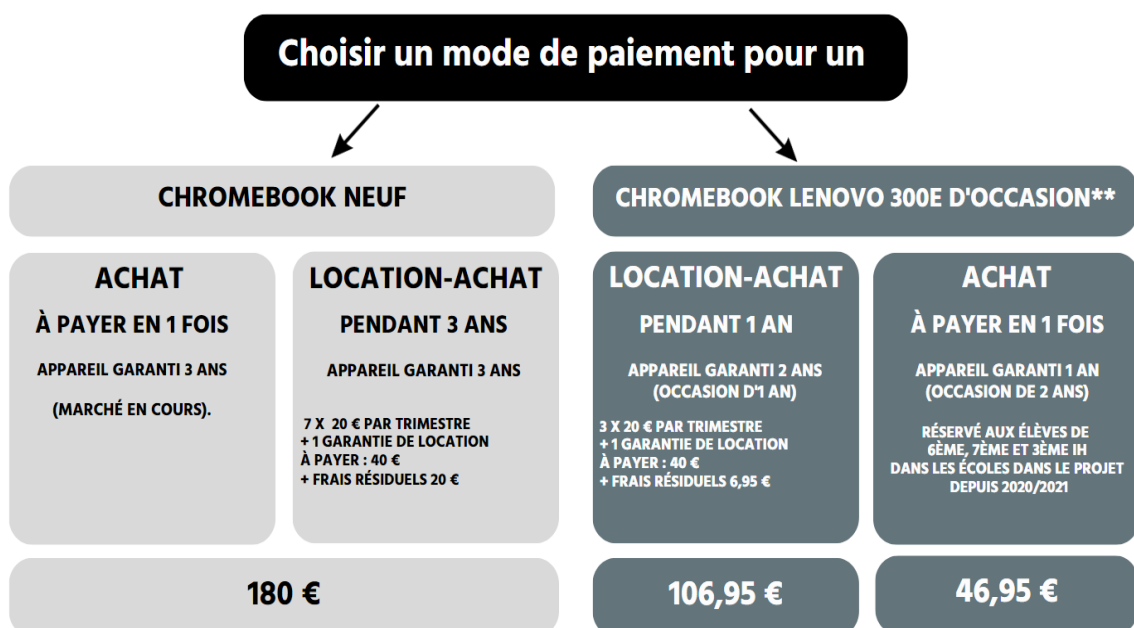 Choisir un mode de paiement pour un
CHROMEBOOK NEUF
ACHAT
À PAYER EN 1 FOIS
APPAREIL GARANTI 3 ANS
(MARCHÉ EN COURS).
LOCATION-ACHAT
PENDANT 3 ANS
APPAREIL GARANTI 3 ANS
7 X 20 € PAR TRIMESTRE
+ 1 GARANTIE DE LOCATION
À PAYER : 40 €
+ FRAIS RÉSIDUELS 20 €
180 €
CHROMEBOOK LENOVO 300E D'OCCASION**
LOCATION-ACHAT
PENDANT 1 AN
APPAREIL GARANTI 2 ANS
(OCCASION D'1 AN)
3 X 20 € PAR TRIMESTRE
+ 1 GARANTIE DE LOCATION
À PAYER : 40 €
+ FRAIS RÉSIDUELS 6,95 €
106,95 €
ACHAT
À PAYER EN 1 FOIS
APPAREIL GARANTI 1 AN
(OCCASION DE 2 ANS)
RÉSERVÉ AUX ÉLÈVES DE
6ÈME, 7ÈME ET 3ÈME IH
DANS LES ÉCOLES DANS LE PROJET
DEPUIS 2020/2021
46,95 €